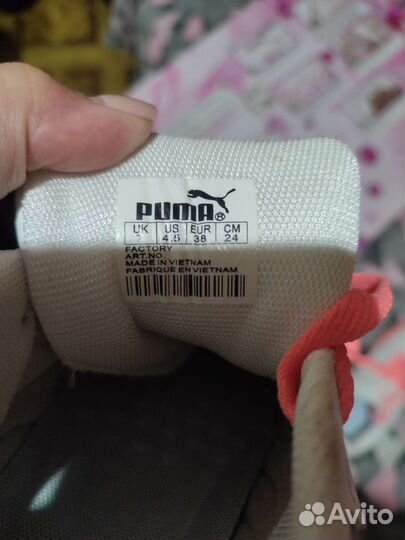 PUMA®
UK US EUR CM
4.5 38 24
FACTORY
ART.NO.
MADE IN VIETNAM
FABRIQUE EN VIETNAM
Avito